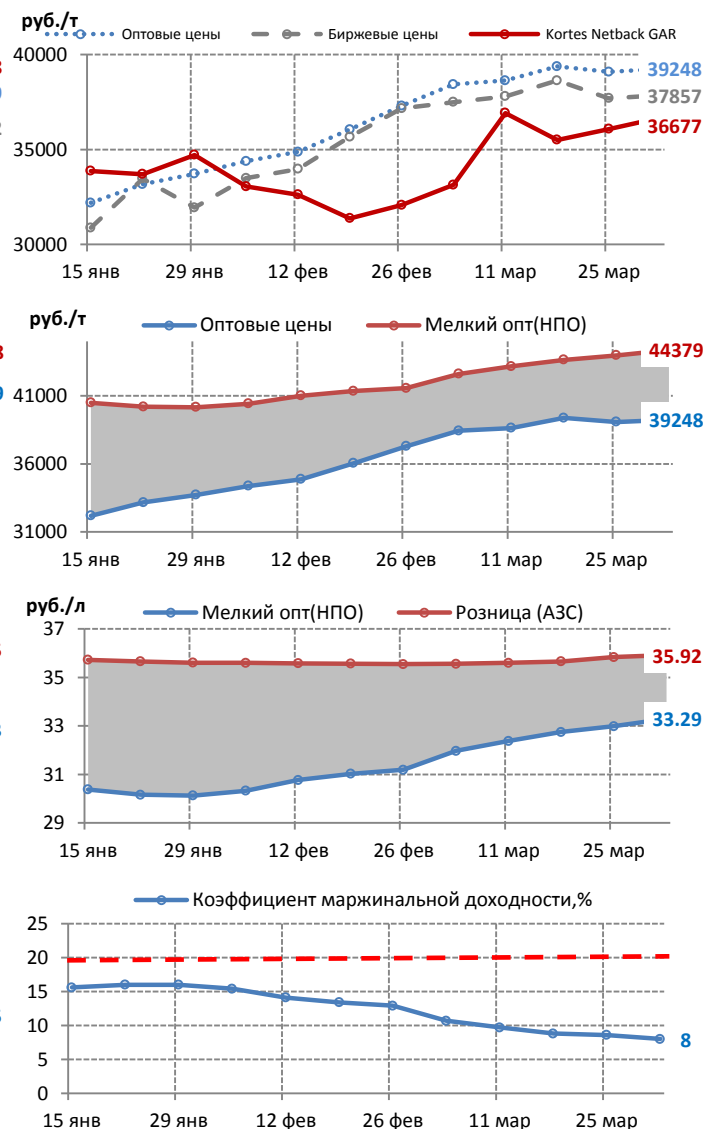 руб./т
Оптовые цены Биржевые цены Kortes Netback GAR
40000
39248
37857
36677
35000
30000
15 янв 29 янв 12 фев 26 фев 11 мар 25 мар
руб./т
Оптовые цены Мелкий опт(НПО)
44379
41000
39248
36000
31000
15 янв 29 янв 12 фев 26 фев 11 мар 25 мар
руб./л
Мелкий опт(НПО) Розница (АЗС)
37
35.92
35
33.29
33
31
29
15 янв 29 янв 12 фев 26 фев 11 мар 25 мар
Коэффициент маржинальной доходности,%
25
20
15
10
8
5
0
15 янв 29 янв 12 фев 26 фев 11 мар 25 мар